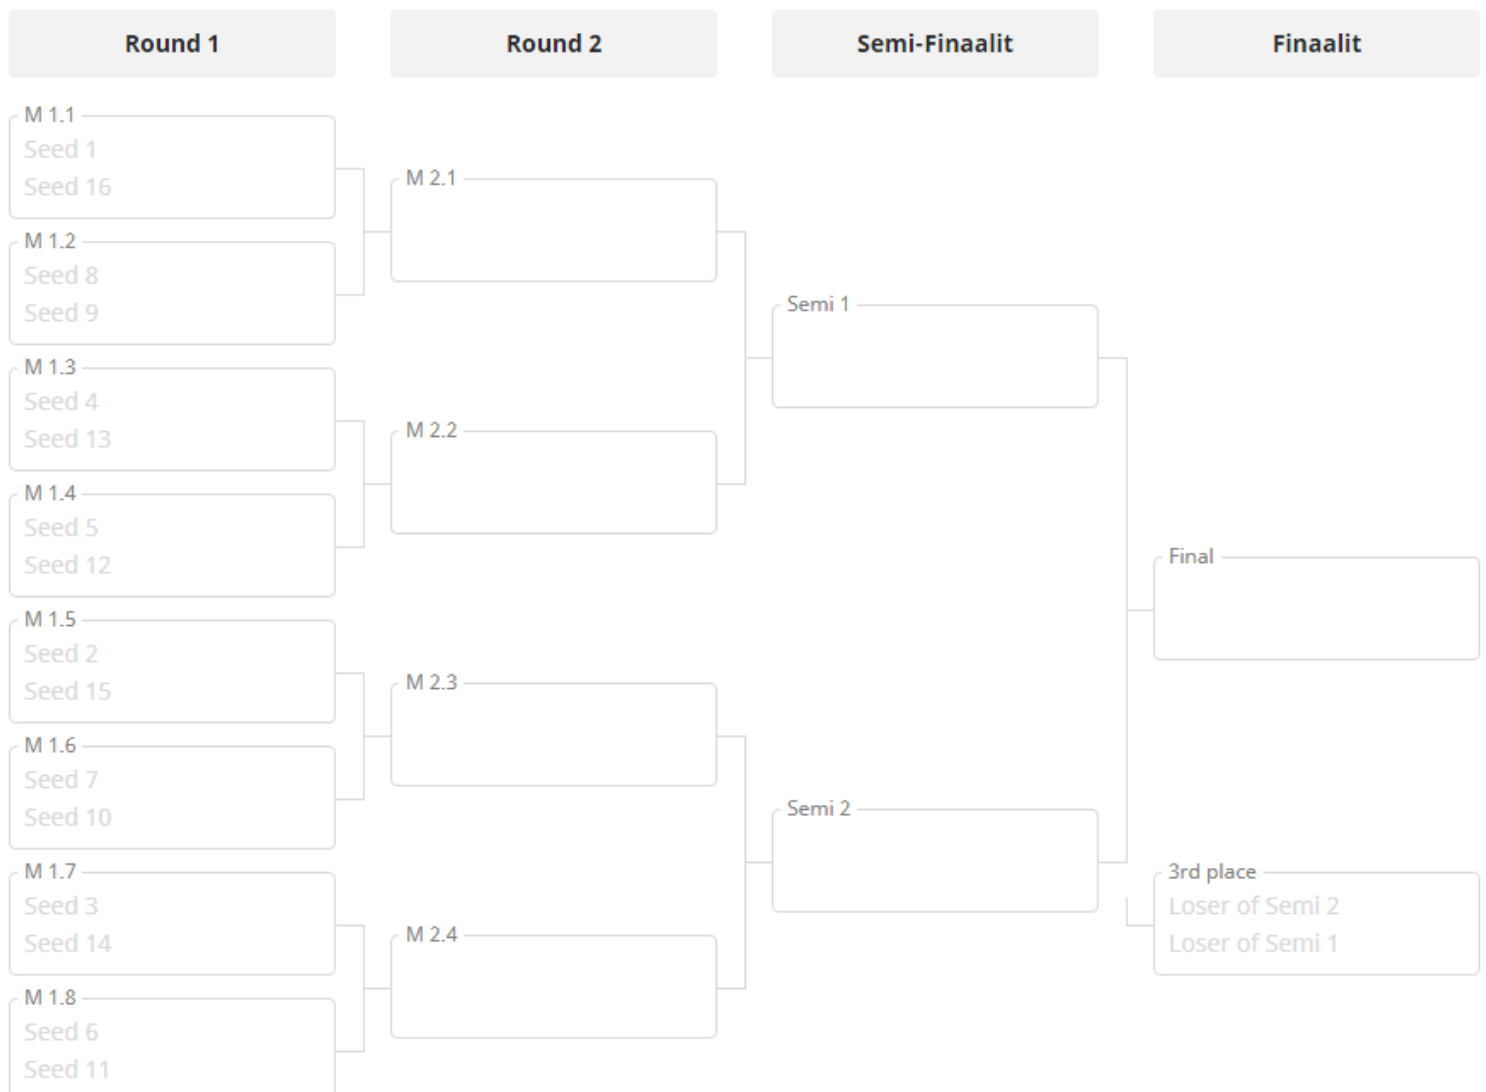 Round 1
Round 2
Semi-Finaalit
Finaalit
M 1.1
Seed 1
Seed 16
M 1.2
Seed 8
Seed 9
M 1.3
Seed 4
Seed 13
M 1.4
Seed 5
Seed 12
M 1.5
Seed 2
Seed 15
M 1.6
Seed 7
Seed 10
M 1.7
Seed 3
Seed 14
M 1.8
Seed 6
Seed 11
M 2.1
M 2.2
M 2.3
M 2.4
Semi 1
Semi 2
Final
3rd place
Loser of Semi 2
Loser of Semi 1